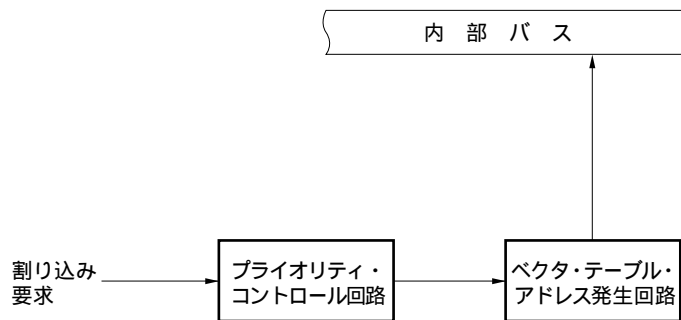 内 部 バ ス
割り込み
要求
プライオリティ・
コントロール回路
ベクタ・テーブル・
アドレス発生回路